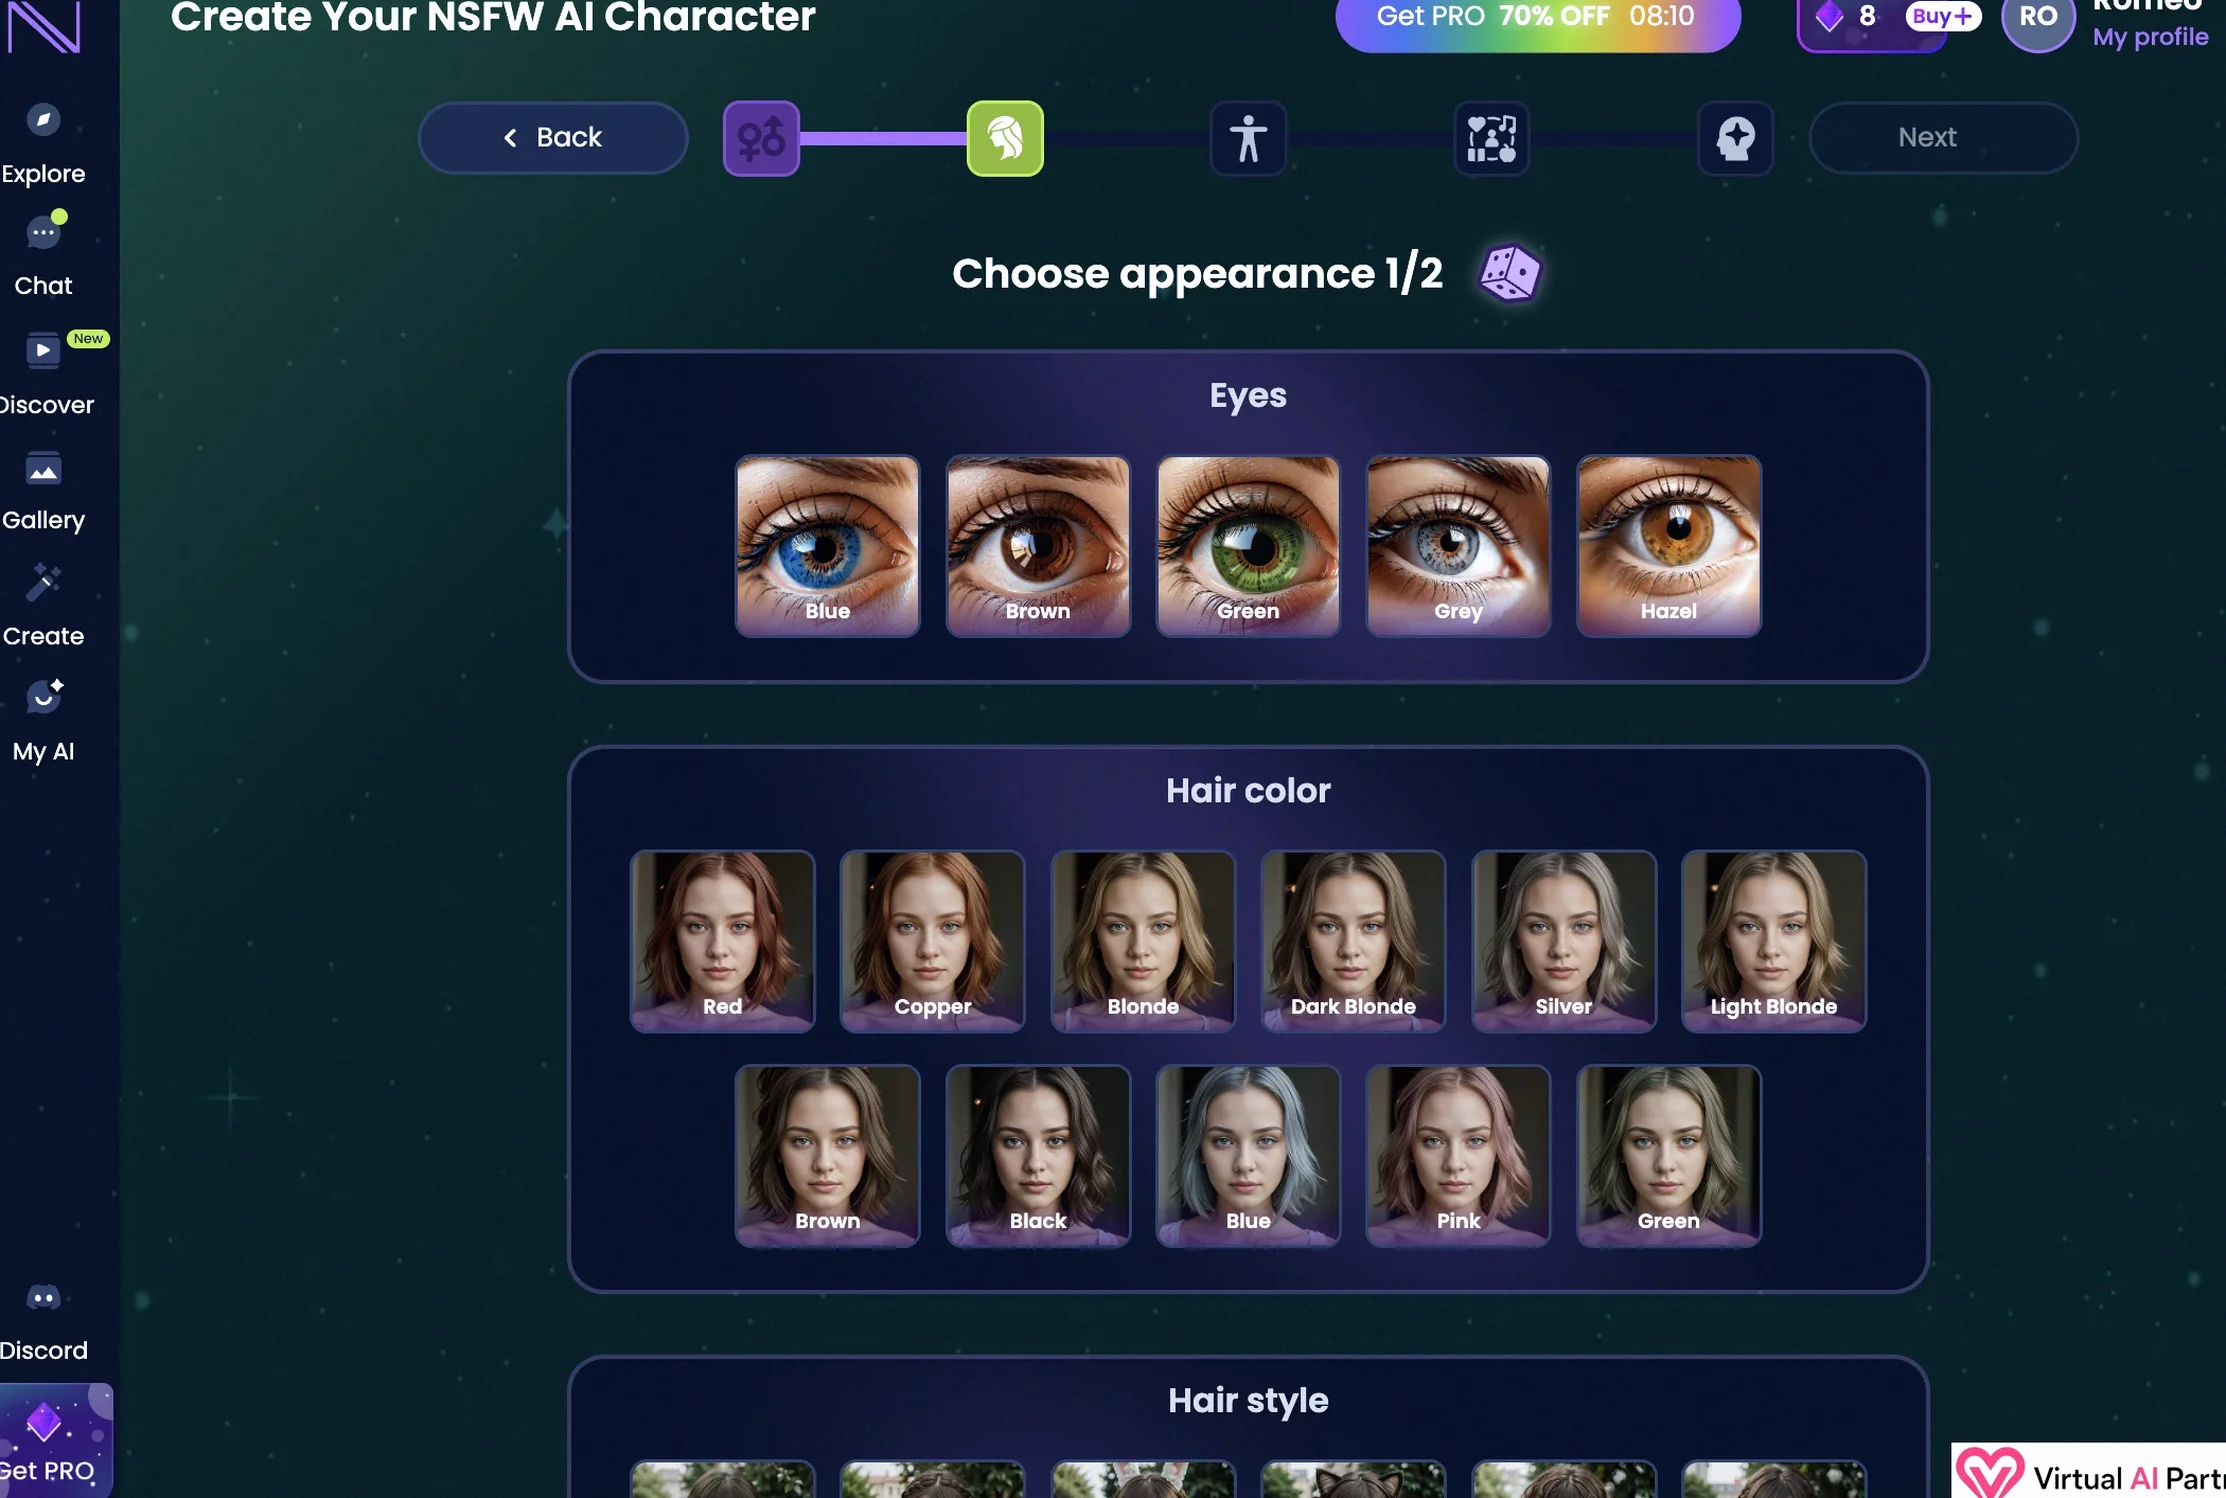 Create Your NSFW AI Character
Get PRO 70% OFF 08:10
8
Buy+
RO
Romeo
My profile
Explore
Chat
New
Discover
Gallery
Create
My AI
Discord
Get PRO
Back
Next
Choose appearance 1/2
Eyes
Blue
Brown
Green
Grey
Hazel
Hair color
Red
Copper
Blonde
Dark Blonde
Silver
Light Blonde
Brown
Black
Blue
Pink
Green
Hair style
Virtual AI Partn